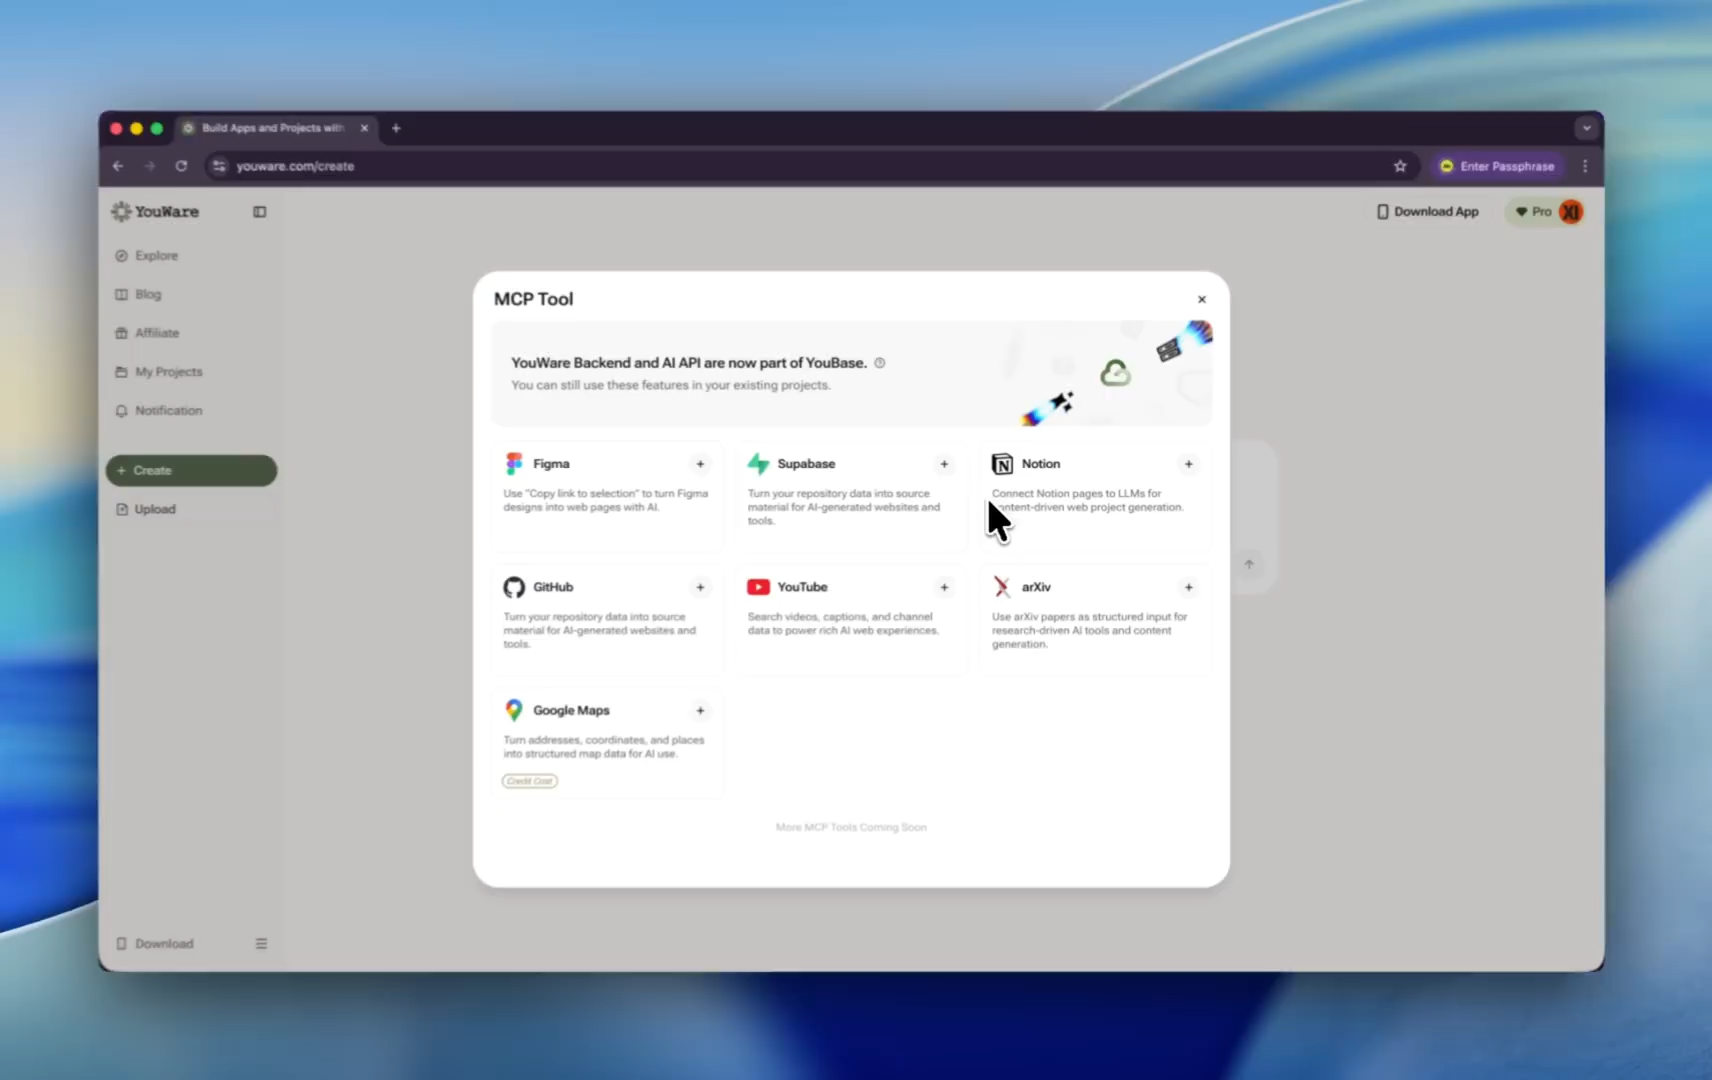 Build Apps and Projects with
youware.com/create
Enter Passphrase
YouWare
Download App
Pro
XI
Explore
Blog
Affiliate
My Projects
Notification
+ Create
Upload
Download
MCP Tool
YouWare Backend and AI API are now part of YouBase.
You can still use these features in your existing projects.
Figma
Use "Copy link to selection" to turn Figma
designs into web pages with AI.
Supabase
Turn your repository data into source
material for AI-generated websites and
tools.
Notion
Connect Notion pages to LLMs for
ntent-driven web project generation.
GitHub
Turn your repository data into source
material for AI-generated websites and
tools.
YouTube
Search videos, captions, and channel
data to power rich AI web experiences.
arXiv
Use arXiv papers as structured input for
research-driven AI tools and content
generation.
Google Maps
Turn addresses, coordinates, and places
into structured map data for AI use.
Credit Cost
More MCP Tools Coming Soon